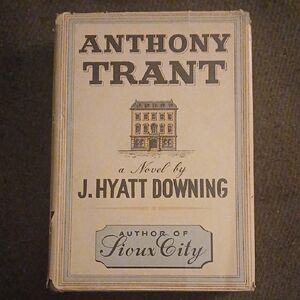 ANTHONY
TRANT
a Novel by
J. HYATT DOWNING
AUTHOR OF
Sioux City